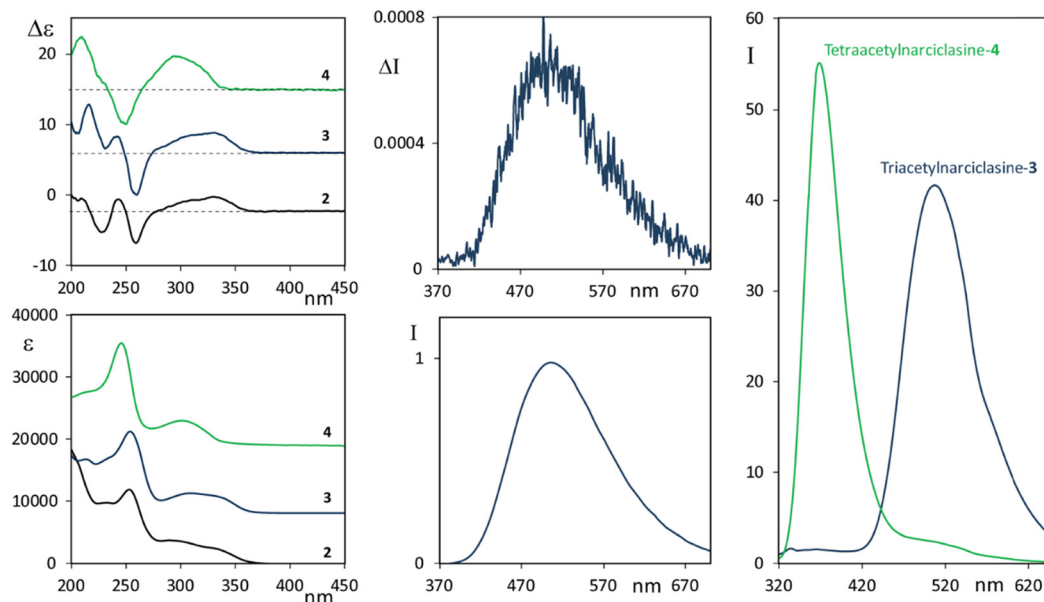 Δε
20
10
0
-10
4
3
2
200 250 300 350 400 450
nm
40000
ε
30000
20000
10000
0
4
3
2
200 250 300 350 400 450
nm
0.0008
ΔI
0.0004
0
370 470 570 nm 670
I
1
0
370 470 570 nm 670
60
I
50
40
30
20
10
0
Tetraacetylnarciclasine-4
Triacetylnarciclasine-3
320 420 520 nm 620